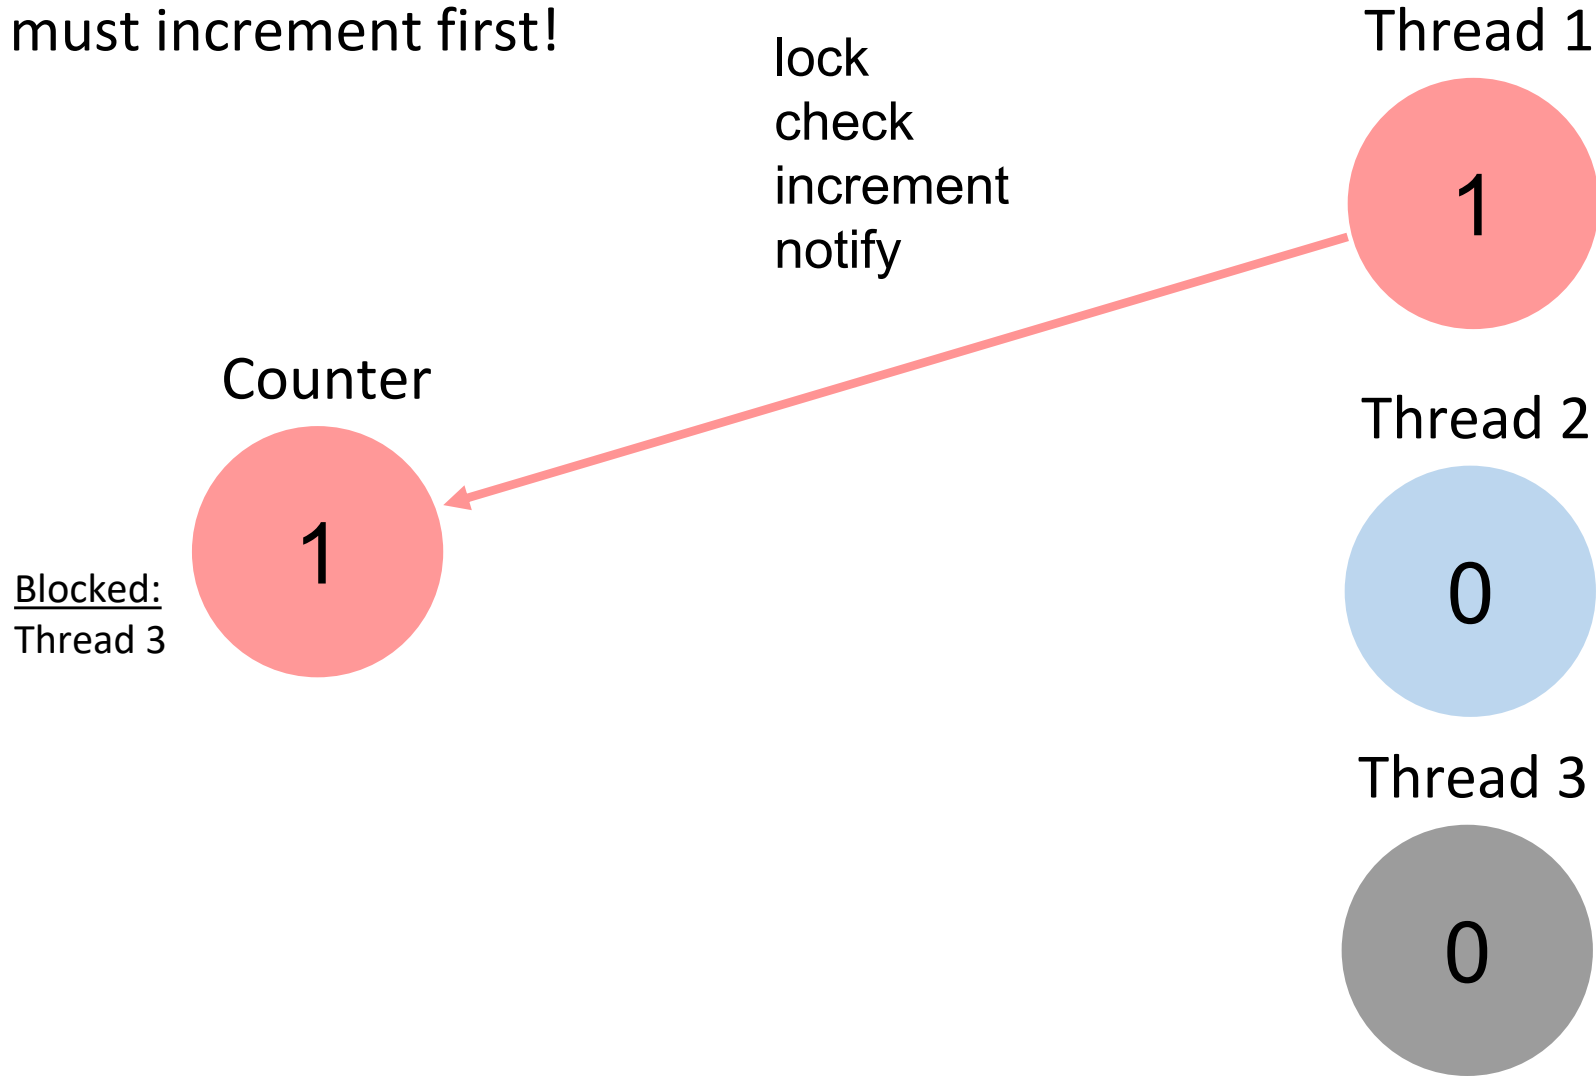 must increment first!
lock
check
increment
notify
Thread 1
1
Counter
1
Blocked:
Thread 3
Thread 2
0
Thread 3
0